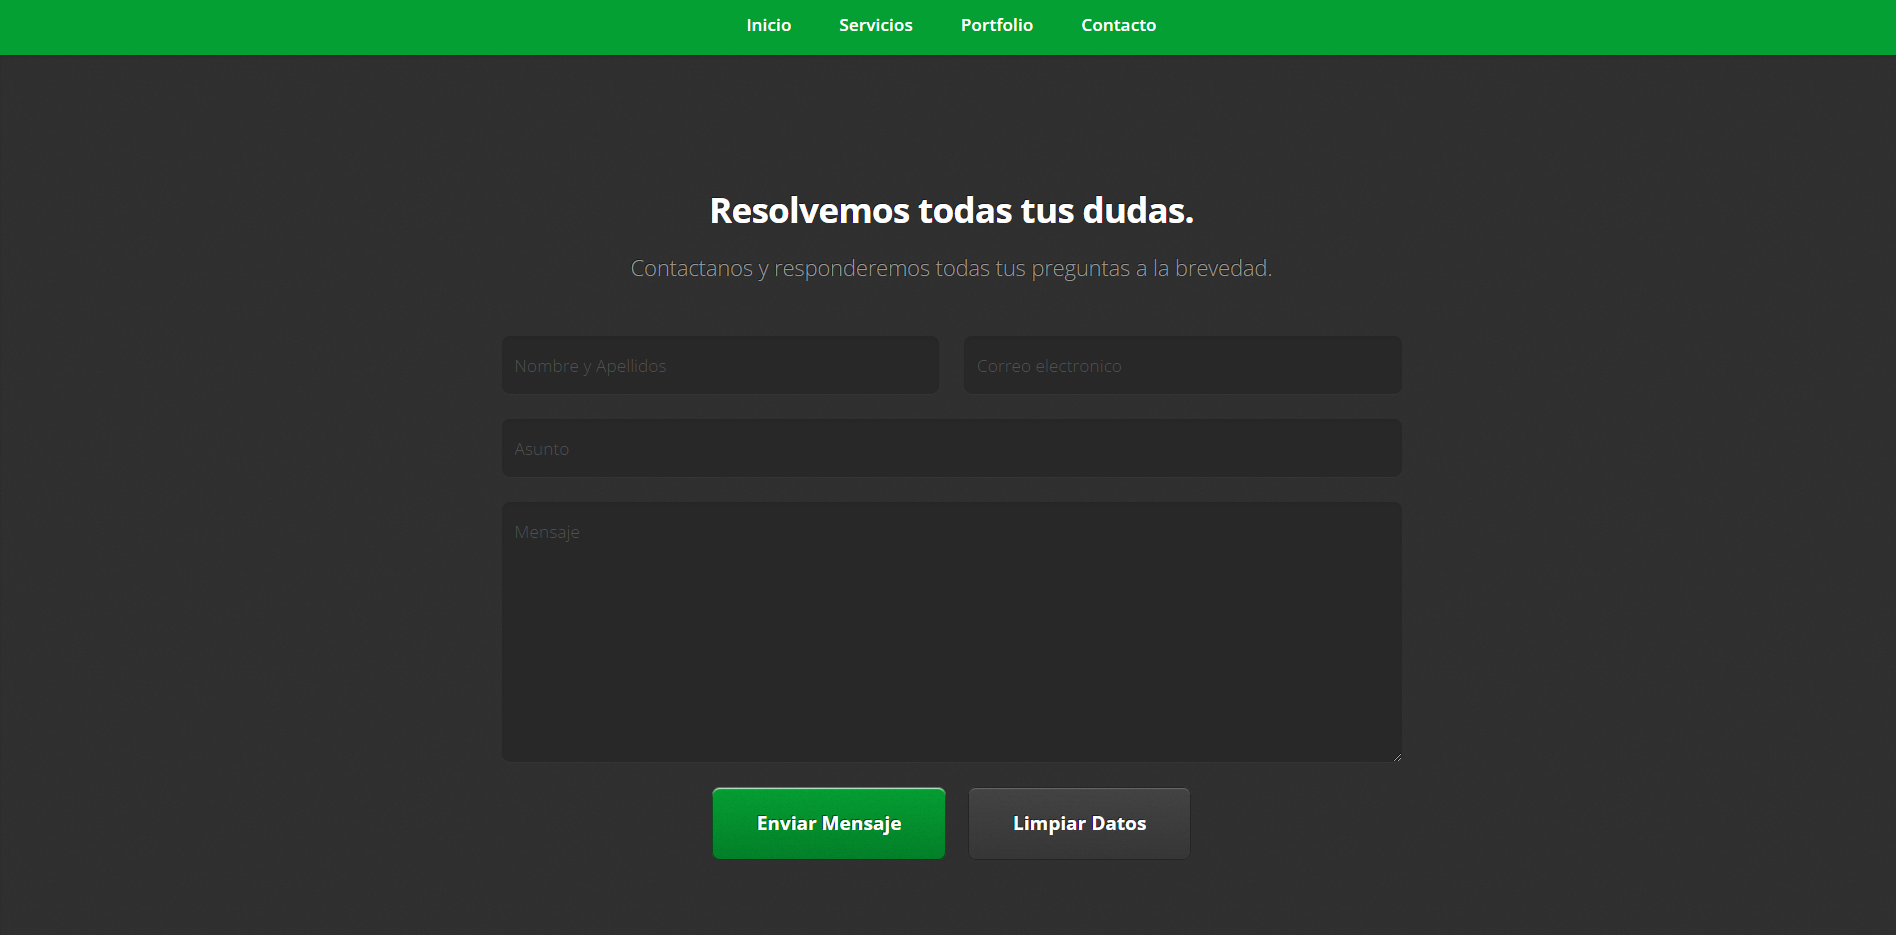 Inicio Servicios Portfolio Contacto
Resolvemos todas tus dudas.
Contactanos y responderemos todas tus preguntas a la brevedad.
Nombre y Apellidos Correo electronico
Asunto
Mensaje
Enviar Mensaje Limpiar Datos